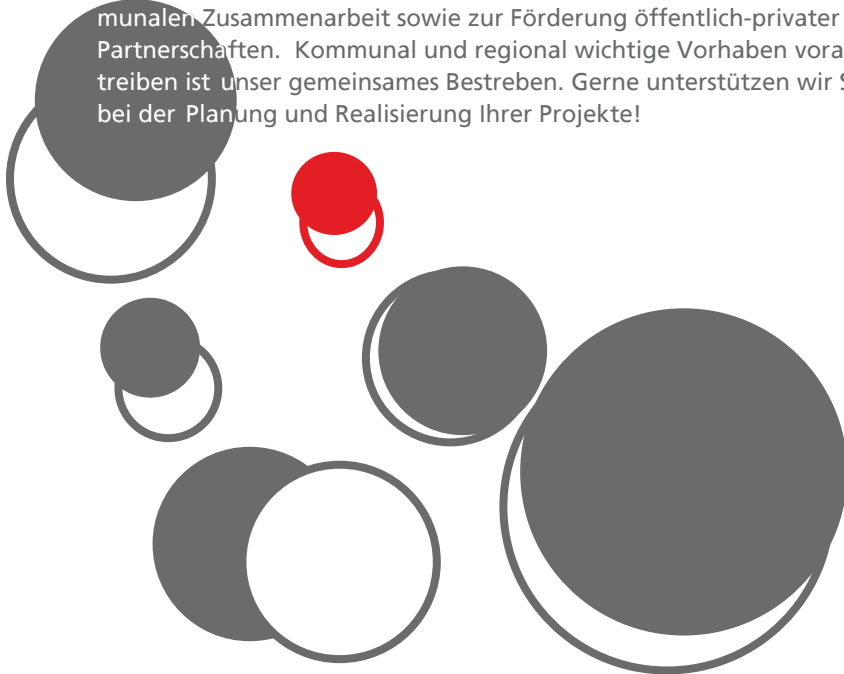 munalen Zusammenarbeit sowie zur Förderung öffentlich-privater
Partnerschaften. Kommunal und regional wichtige Vorhaben vora
treiben ist unser gemeinsames Bestreben. Gerne unterstützen wir S
bei der Planung und Realisierung Ihrer Projekte!